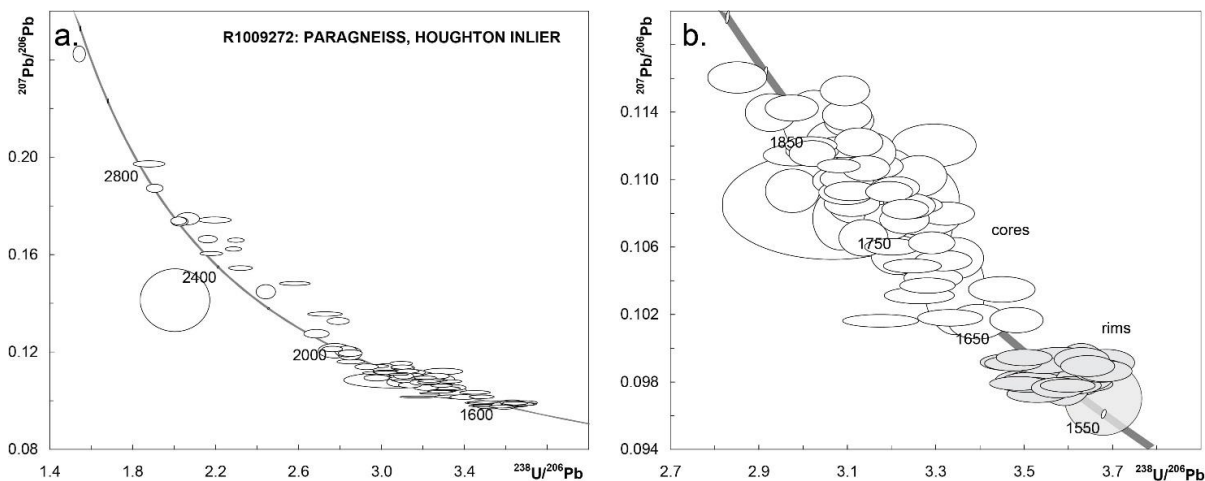 a.
R1009272: PARAGNEISS, HOUGHTON INLIER
207Pb/206Pb
0.20
0.16
0.12
0.08
2800
2400
2000
1600
1.4 1.8 2.2 2.6 3.0 3.4 238U/206Pb
b.
207Pb/206Pb
0.114
0.110
0.106
0.102
0.098
0.094
1850
1750
cores
1650
rims
1550
2.7 2.9 3.1 3.3 3.5 3.7 238U/206Pb